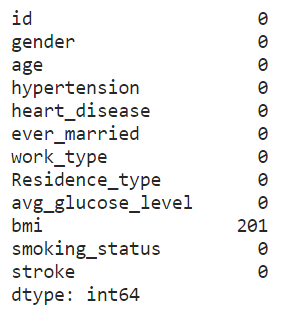 id 0
gender 0
age 0
hypertension 0
heart_disease 0
ever_married 0
work_type 0
Residence_type 0
avg_glucose_level 0
bmi 201
smoking_status 0
stroke 0
dtype: int64